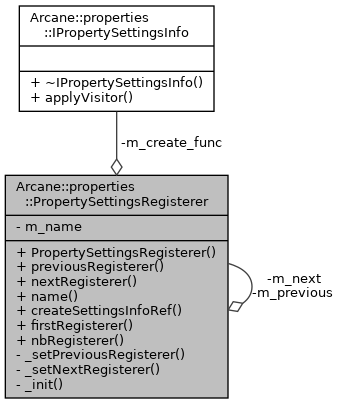 Arcane::properties
::IPropertySettingsInfo
+ ~IPropertySettingsInfo()
+ applyVisitor()
-m_create_func
Arcane::properties
::PropertySettingsRegisterer
- m_name
+ PropertySettingsRegisterer()
+ previousRegisterer()
+ nextRegisterer()
+ name()
+ createSettingsInfoRef()
+ firstRegisterer()
+ nbRegisterer()
- _setPreviousRegisterer()
- _setNextRegisterer()
- _init()
-m_next
-m_previous